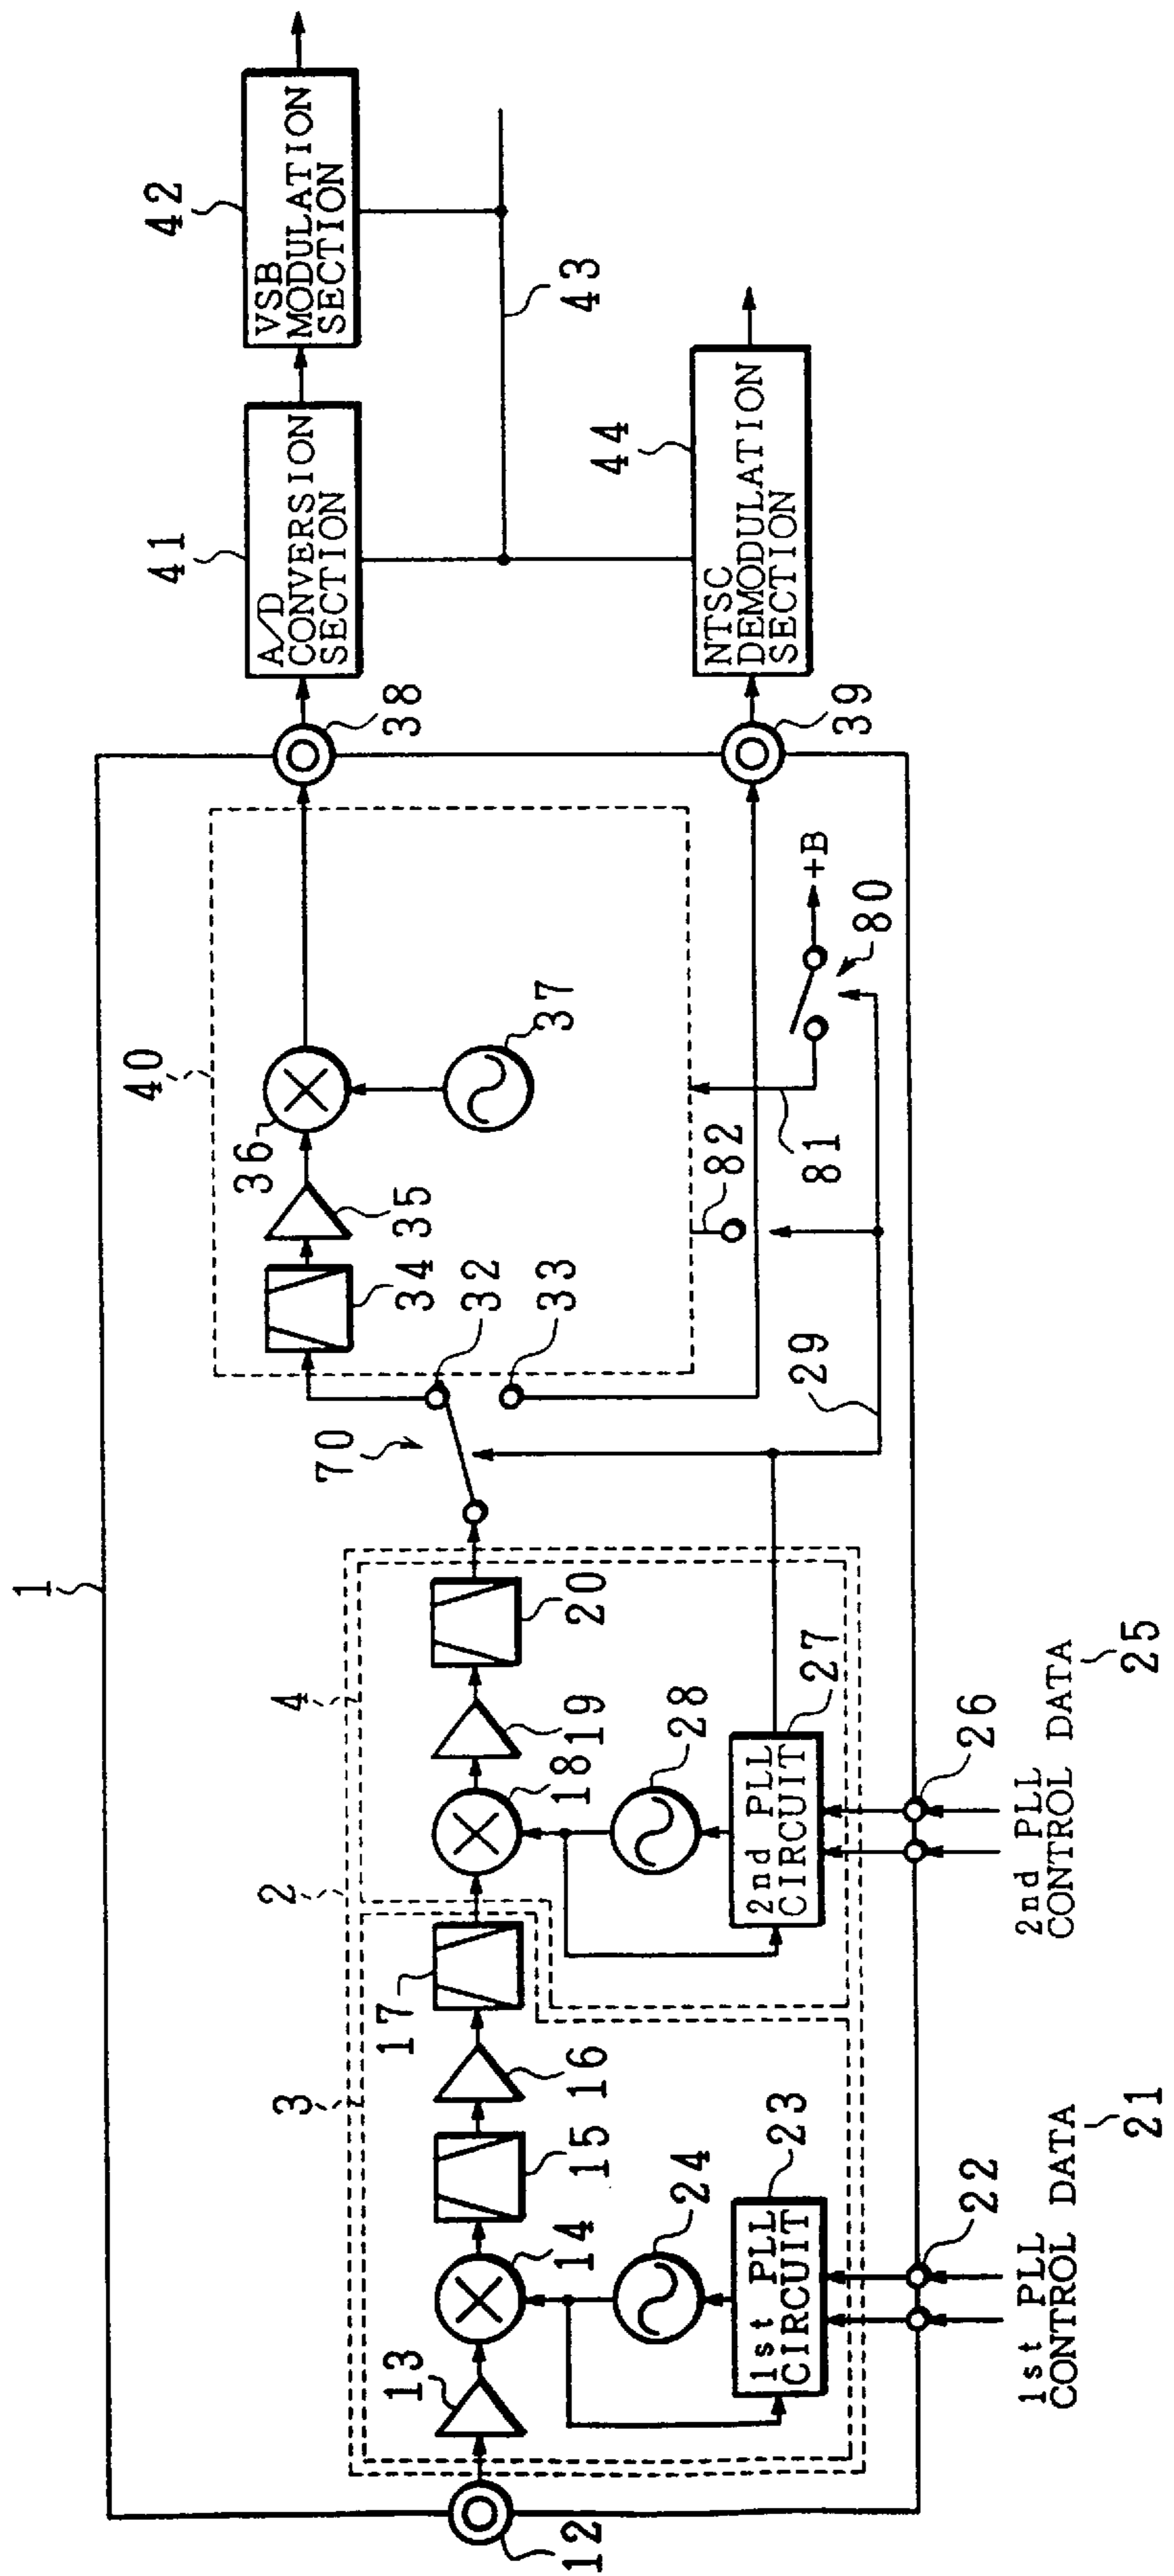 1
2
3
4
12
13
14
15
16
17
18
19
20
1st PLL
CIRCUIT
23
24
2nd PLL
CIRCUIT
27
28
22
1st PLL
CONTROL DATA
21
26
2nd PLL
CONTROL DATA
25
70
32
33
29
34
35
36
37
40
82
81
80
+B
38
39
A/D
CONVERSION
SECTION
41
VSB
MODULATION
SECTION
42
43
NTSC
DEMODULATION
SECTION
44